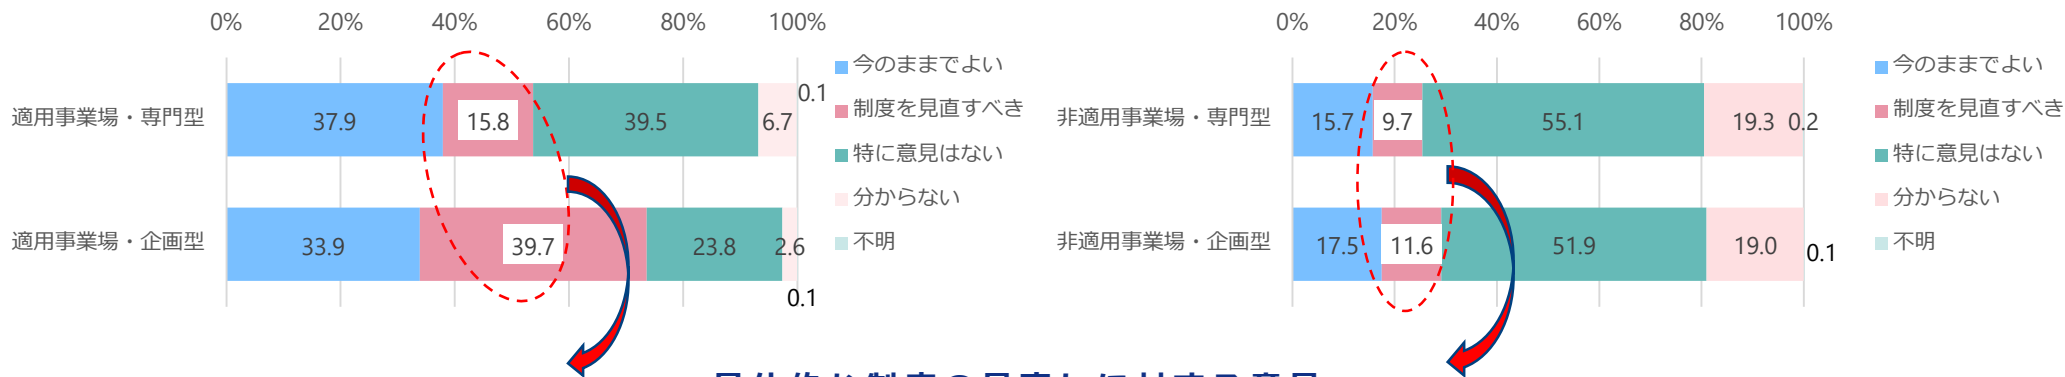 0% 20% 40% 60% 80% 100%
適用事業場・専門型 37.9 15.8 39.5 6.7 0.1
適用事業場・企画型 33.9 39.7 23.8 2.6 0.1
今のままでよい
制度を見直すべき
特に意見はない
分からない
不明
0% 20% 40% 60% 80% 100%
非適用事業場・専門型 15.7 9.7 55.1 19.3 0.2
非適用事業場・企画型 17.5 11.6 51.9 19.0 0.1
今のままでよい
制度を見直すべき
特に意見はない
分からない
不明